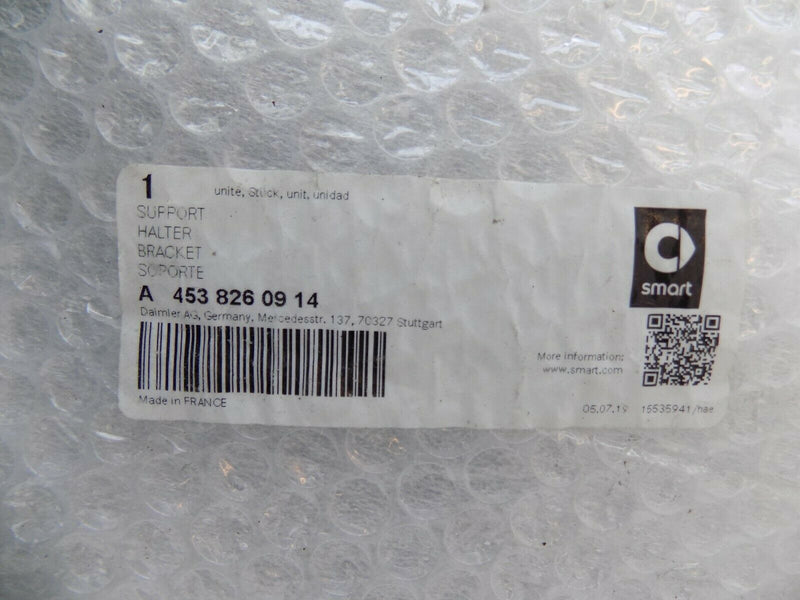 1 unité, Stück, unit, unidad
SUPPORT
HALTER
BRACKET
SOPORTE
A 453 826 09 14
Daimler AG, Germany, Mercedesstr. 137, 70327 Stuttgart
Made in FRANCE
smart
More information:
www.smart.com
05.07.19 15535941/hae